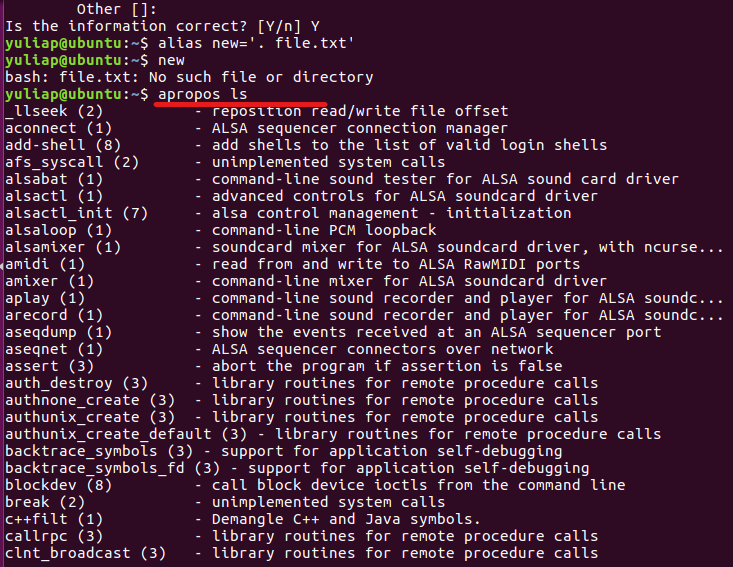 Other []:
Is the information correct? [Y/n] Y
yuliap@ubuntu:~$ alias new='. file.txt'
yuliap@ubuntu:~$ new
bash: file.txt: No such file or directory
yuliap@ubuntu:~$ apropos ls
_llseek (2) - reposition read/write file offset
aconnect (1) - ALSA sequencer connection manager
add-shell (8) - add shells to the list of valid login shells
afs_syscall (2) - unimplemented system calls
alsabat (1) - command-line sound tester for ALSA sound card driver
alsactl (1) - advanced controls for ALSA soundcard driver
alsactl_init (7) - alsa control management - initialization
alsaloop (1) - command-line PCM loopback
alsamixer (1) - soundcard mixer for ALSA soundcard driver, with ncurse...
amidi (1) - read from and write to ALSA RawMIDI ports
amixer (1) - command-line mixer for ALSA soundcard driver
aplay (1) - command-line sound recorder and player for ALSA soundc...
arecord (1) - command-line sound recorder and player for ALSA soundc...
aseqdump (1) - show the events received at an ALSA sequencer port
aseqnet (1) - ALSA sequencer connectors over network
assert (3) - abort the program if assertion is false
auth_destroy (3) - library routines for remote procedure calls
authnone_create (3) - library routines for remote procedure calls
authunix_create (3) - library routines for remote procedure calls
authunix_create_default (3) - library routines for remote procedure calls
backtrace_symbols (3) - support for application self-debugging
backtrace_symbols_fd (3) - support for application self-debugging
blockdev (8) - call block device ioctls from the command line
break (2) - unimplemented system calls
c++filt (1) - Demangle C++ and Java symbols.
callrpc (3) - library routines for remote procedure calls
clnt_broadcast (3) - library routines for remote procedure calls